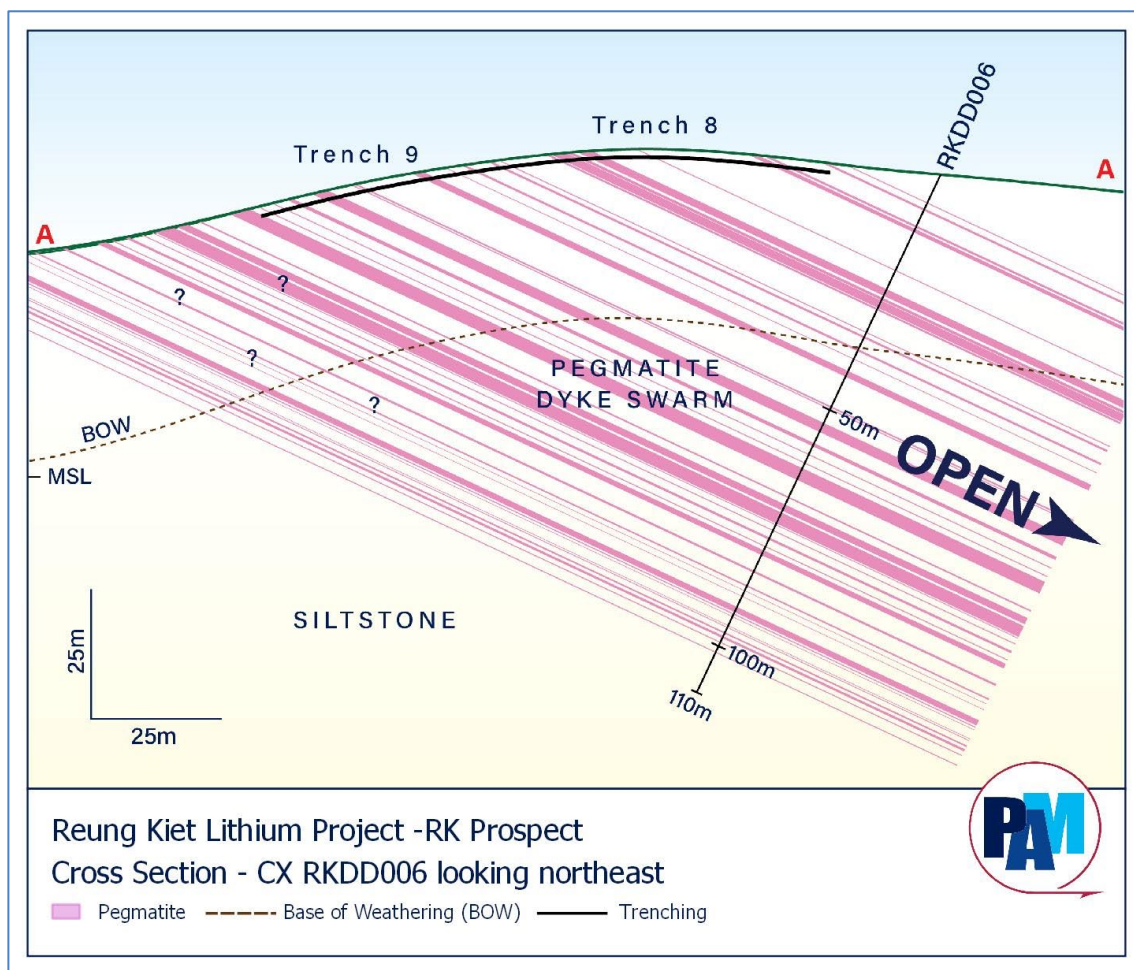 RKDD006
Trench 8
Trench 9
A
A
?
?
?
PEGMATITE
DYKE SWARM
50m
OPEN
BOW
MSL
SILTSTONE
25m
25m
100m
110m
PAM
Reung Kiet Lithium Project -RK Prospect
Cross Section - CX RKDD006 looking northeast
Pegmatite Base of Weathering (BOW) Trenching